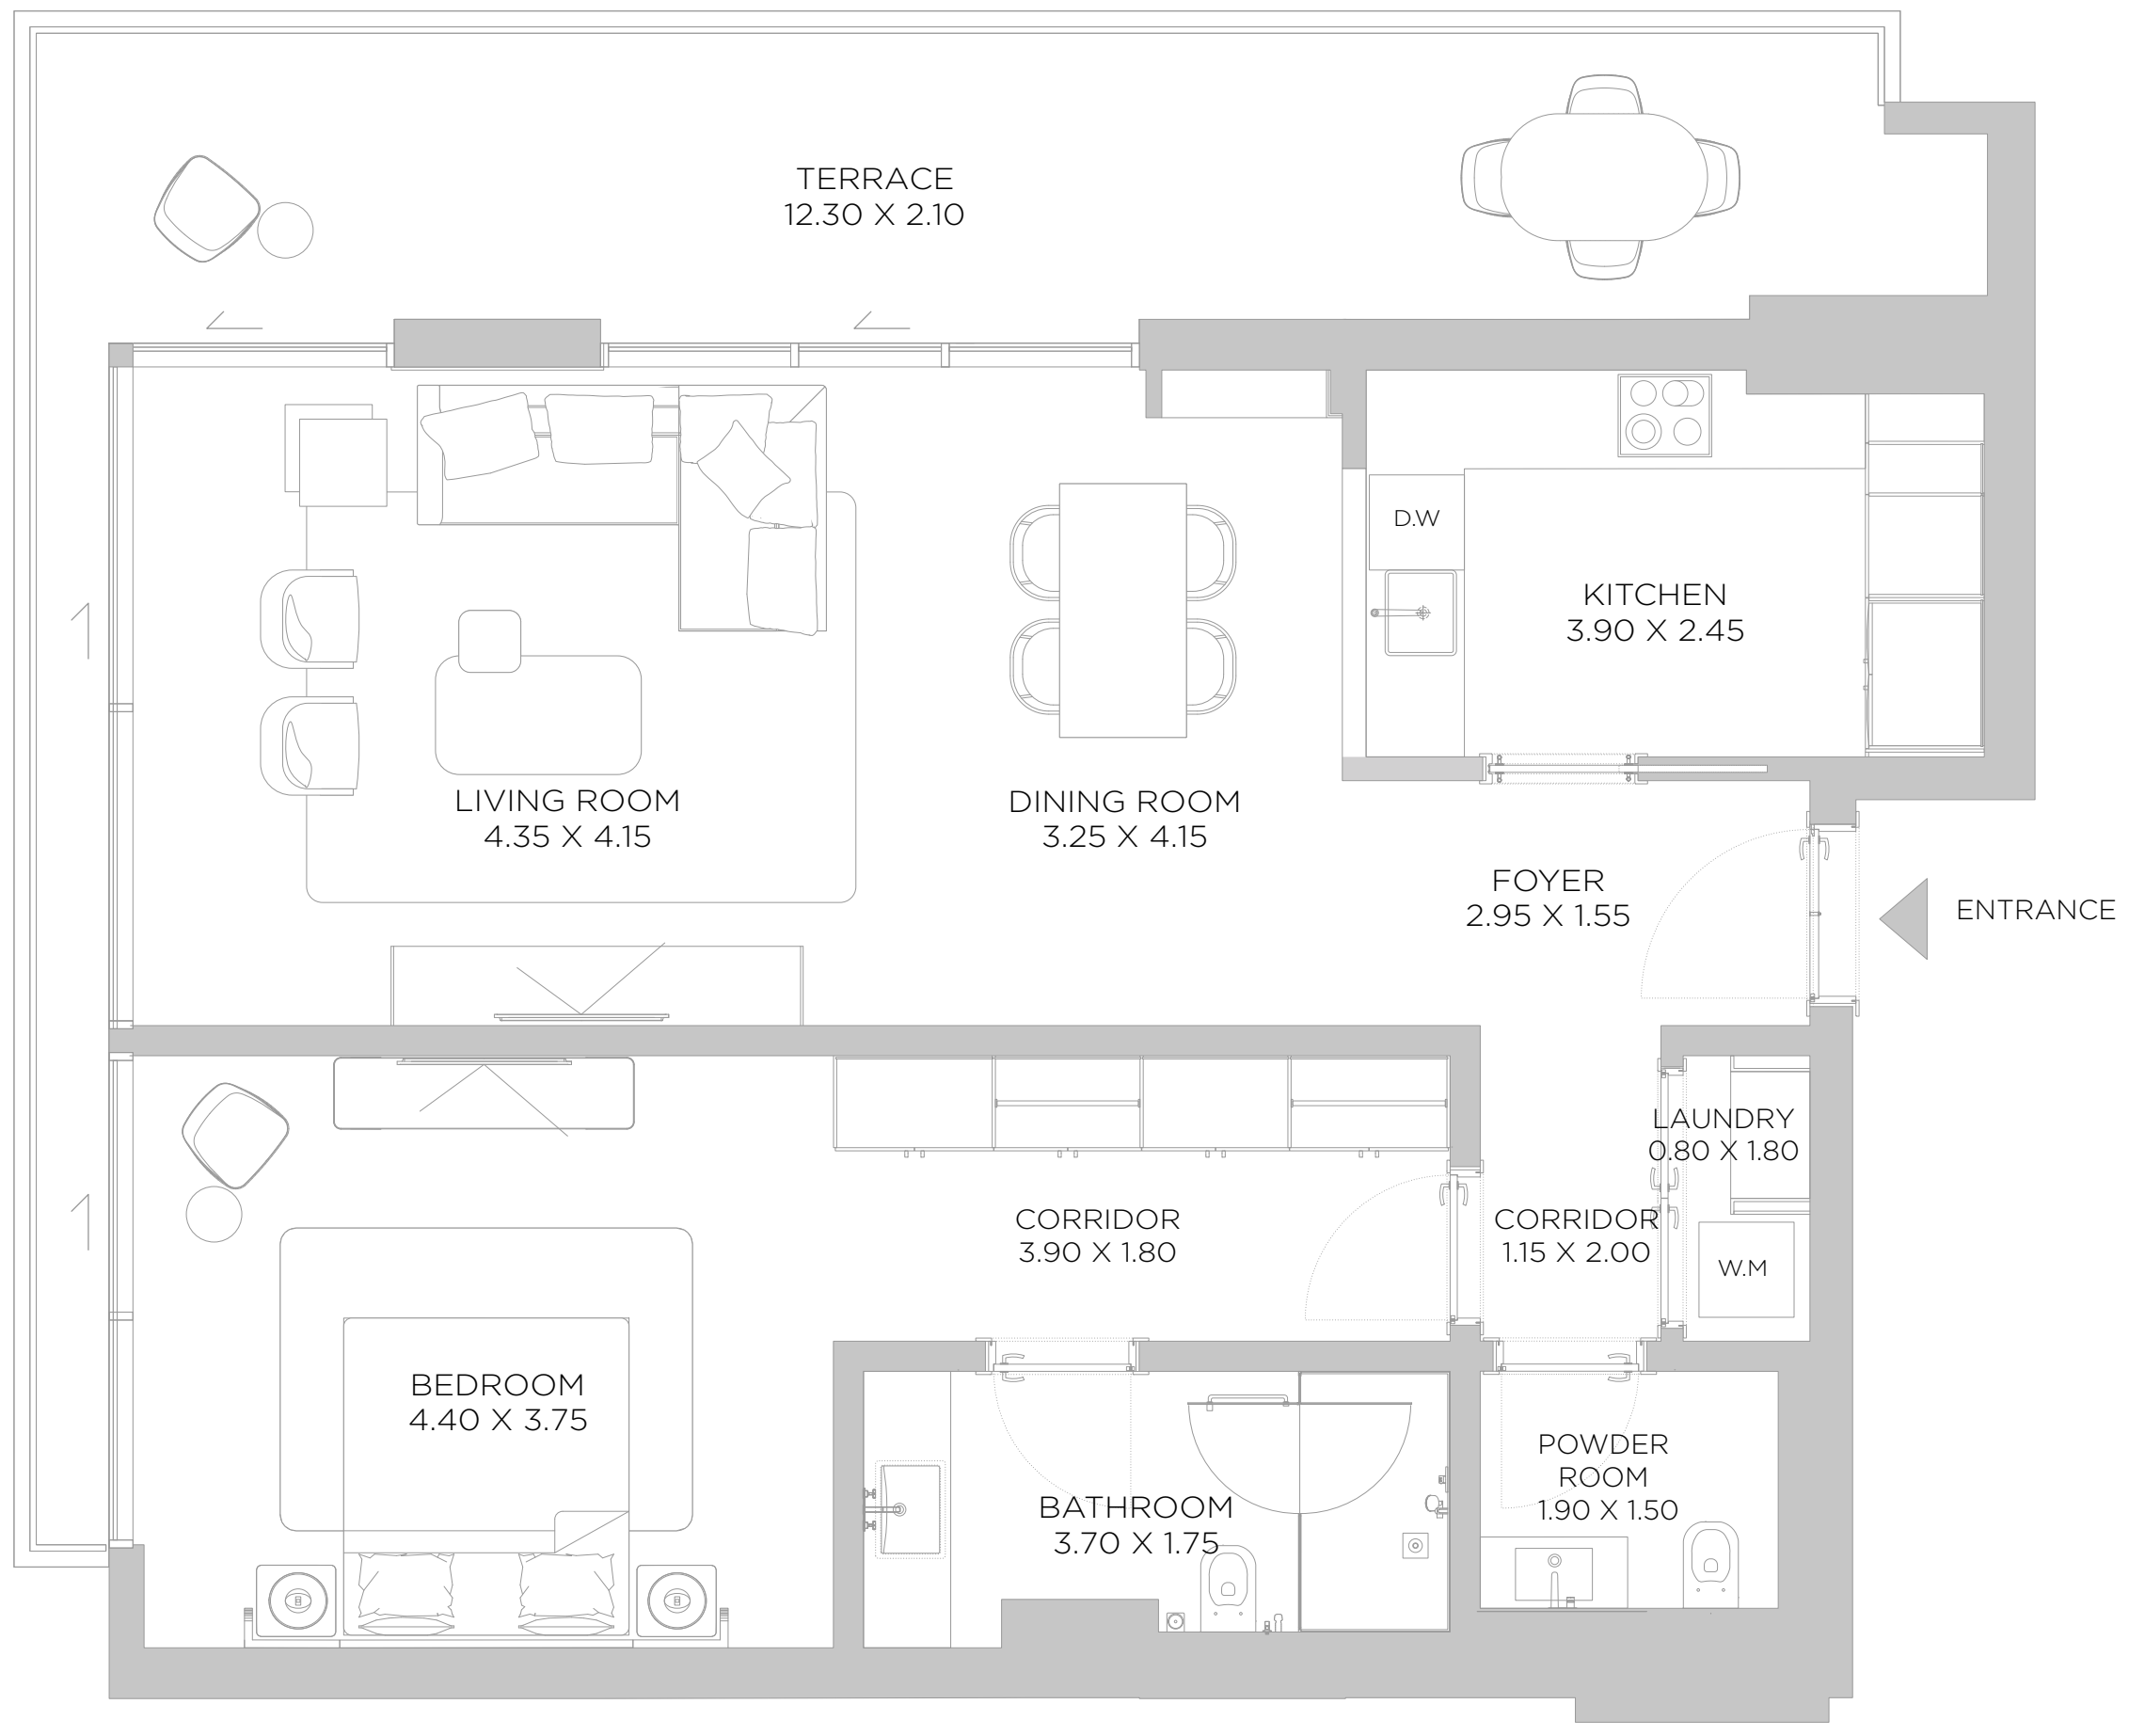 TERRACE
12.30 X 2.10
D.W
KITCHEN
3.90 X 2.45
LIVING ROOM
4.35 X 4.15
DINING ROOM
3.25 X 4.15
FOYER
2.95 X 1.55
ENTRANCE
LAUNDRY
0.80 X 1.80
CORRIDOR
3.90 X 1.80
CORRIDOR
1.15 X 2.00
W.M
BEDROOM
4.40 X 3.75
BATHROOM
3.70 X 1.75
POWDER
ROOM
1.90 X 1.50